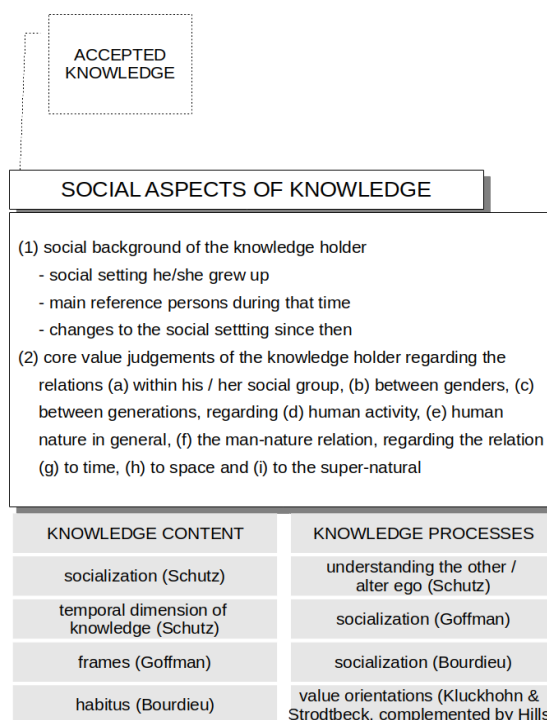 ACCEPTED
KNOWLEDGE
SOCIAL ASPECTS OF KNOWLEDGE
(1) social background of the knowledge holder
- social setting he/she grew up
- main reference persons during that time
- changes to the social settting since then
(2) core value judgements of the knowledge holder regarding the
relations (a) within his / her social group, (b) between genders, (c)
between generations, regarding (d) human activity, (e) human
nature in general, (f) the man-nature relation, regarding the relation
(g) to time, (h) to space and (i) to the super-natural
KNOWLEDGE CONTENT
KNOWLEDGE PROCESSES
socialization (Schutz)
understanding the other /
alter ego (Schutz)
temporal dimension of
knowledge (Schutz)
socialization (Goffman)
frames (Goffman)
socialization (Bourdieu)
habitus (Bourdieu)
value orientations (Kluckhohn &
Strodtbeck, complemented by Hills